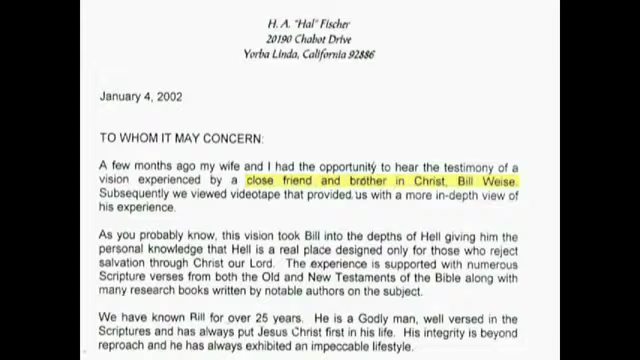 H. A. "Hal" Fischer
20190 Chabot Drive
Yorba Linda, California 92886
January 4, 2002
TO WHOM IT MAY CONCERN:
A few months ago my wife and I had the opportunity to hear the testimony of a
vision experienced by a close friend and brother in Christ, Bill Weise.
Subsequently we viewed videotape that provided us with a more in-depth view of
his experience.
As you probably know, this vision took Bill into the depths of Hell giving him the
personal knowledge that Hell is a real place designed only for those who reject
salvation through Christ our Lord. The experience is supported with numerous
Scripture verses from both the Old and New Testaments of the Bible along with
many research books written by notable authors on the subject.
We have known Bill for over 25 years. He is a Godly man, well versed in the
Scriptures and has always put Jesus Christ first in his life. His integrity is beyond
reproach and he has always exhibited an impeccable lifestyle.